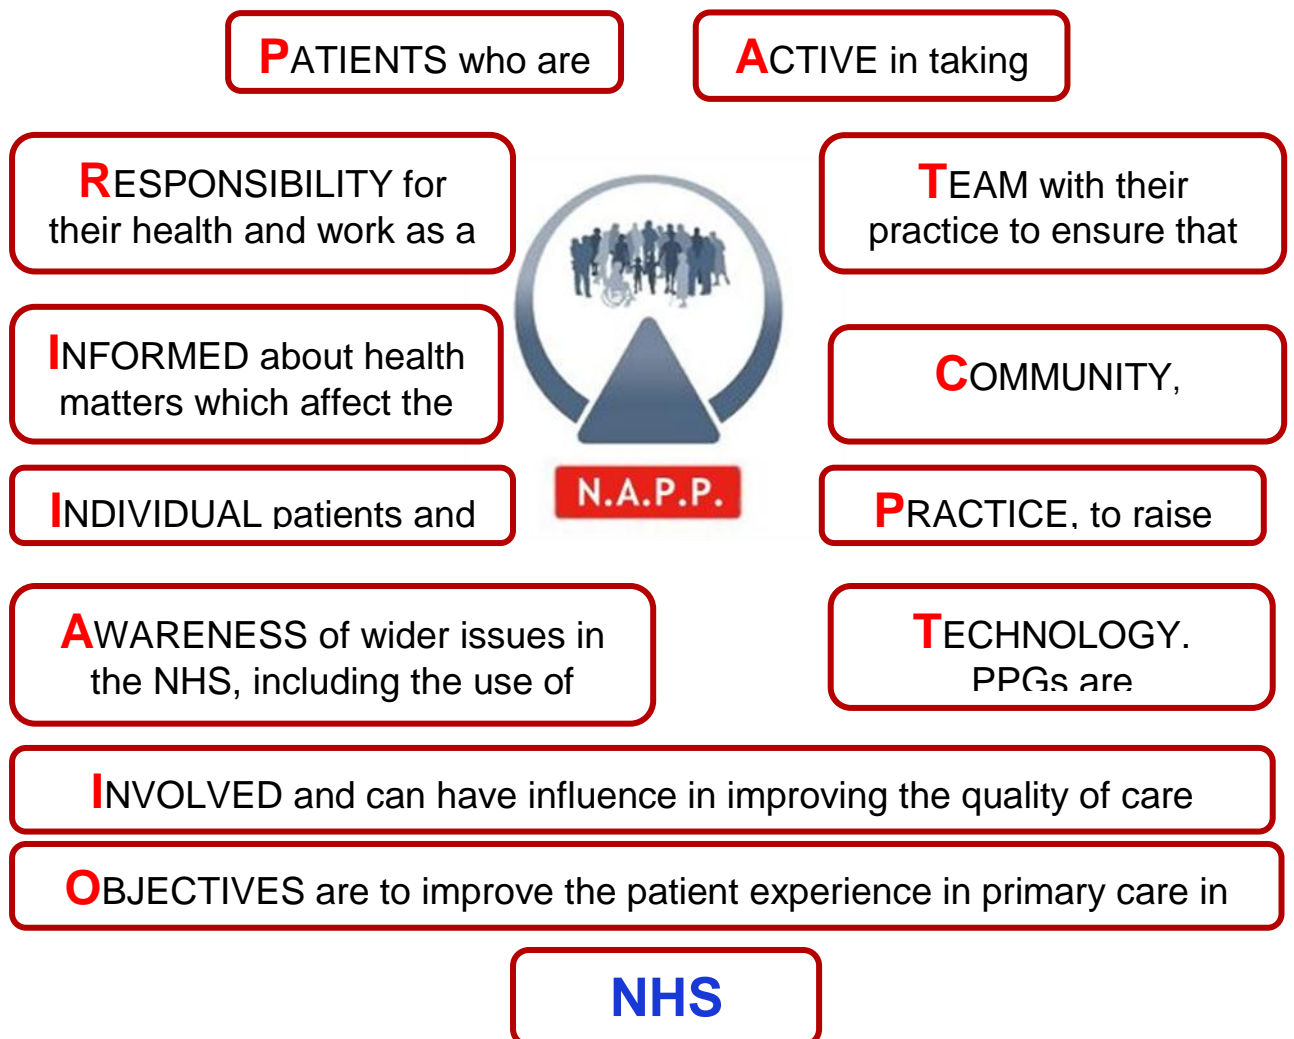 PATIENTS who are
ACTIVE in taking
RESPONSIBILITY for
their health and work as a
TEAM with their
practice to ensure that
INFORMED about health
matters which affect the
COMMUNITY,
INDIVIDUAL patients and
N.A.P.P.
PRACTICE, to raise
AWARENESS of wider issues in
the NHS, including the use of
TECHNOLOGY.
PPGs are
INVOLVED and can have influence in improving the quality of care
OBJECTIVES are to improve the patient experience in primary care in
NHS